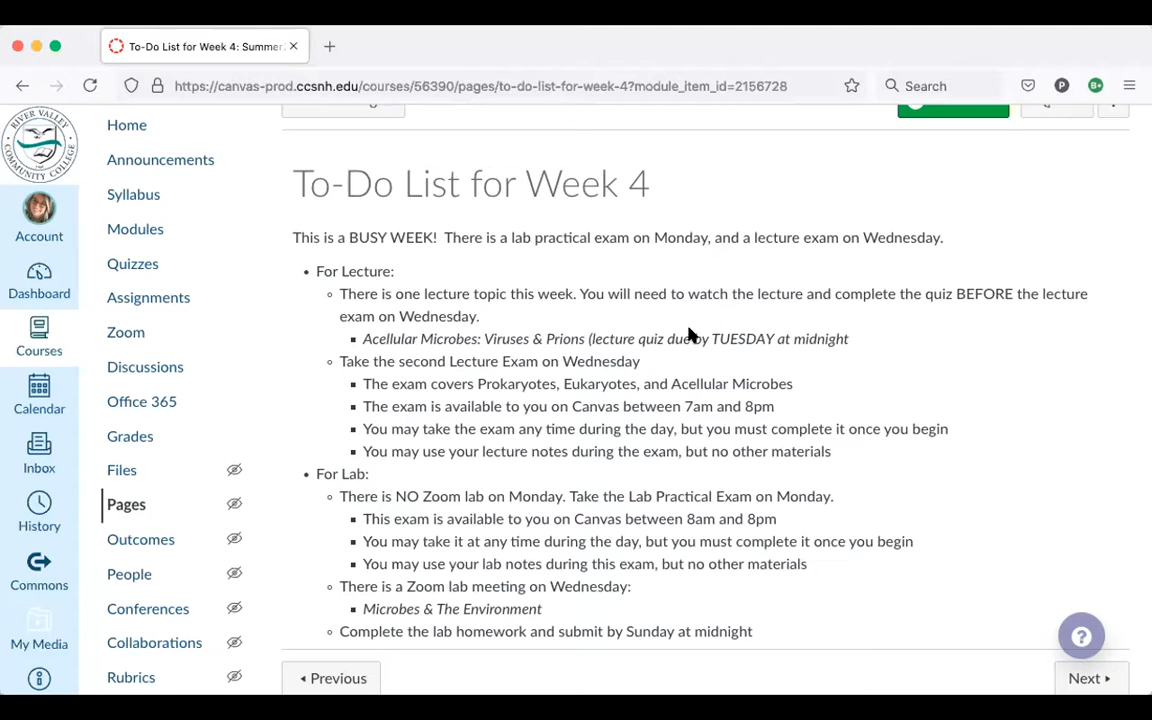 To-Do List for Week 4: Summer
https://canvas-prod.ccsnh.edu/courses/56390/pages/to-do-list-for-week-4?module_item_id=2156728
Search
P
B+
RIVER VALLEY
COMMUNITY COLLEGE
Account
Dashboard
Courses
Calendar
Inbox
History
Commons
My Media
Home
Announcements
Syllabus
Modules
Quizzes
Assignments
Zoom
Discussions
Office 365
Grades
Files
Pages
Outcomes
People
Conferences
Collaborations
Rubrics
To-Do List for Week 4
This is a BUSY WEEK! There is a lab practical exam on Monday, and a lecture exam on Wednesday.
• For Lecture:
There is one lecture topic this week. You will need to watch the lecture and complete the quiz BEFORE the lecture
exam on Wednesday.
Acellular Microbes: Viruses & Prions (lecture quiz due by TUESDAY at midnight
Take the second Lecture Exam on Wednesday
The exam covers Prokaryotes, Eukaryotes, and Acellular Microbes
The exam is available to you on Canvas between 7am and 8pm
You may take the exam any time during the day, but you must complete it once you begin
You may use your lecture notes during the exam, but no other materials
• For Lab:
There is NO Zoom lab on Monday. Take the Lab Practical Exam on Monday.
This exam is available to you on Canvas between 8am and 8pm
You may take it at any time during the day, but you must complete it once you begin
You may use your lab notes during this exam, but no other materials
There is a Zoom lab meeting on Wednesday:
Microbes & The Environment
Complete the lab homework and submit by Sunday at midnight
Previous
Next
?